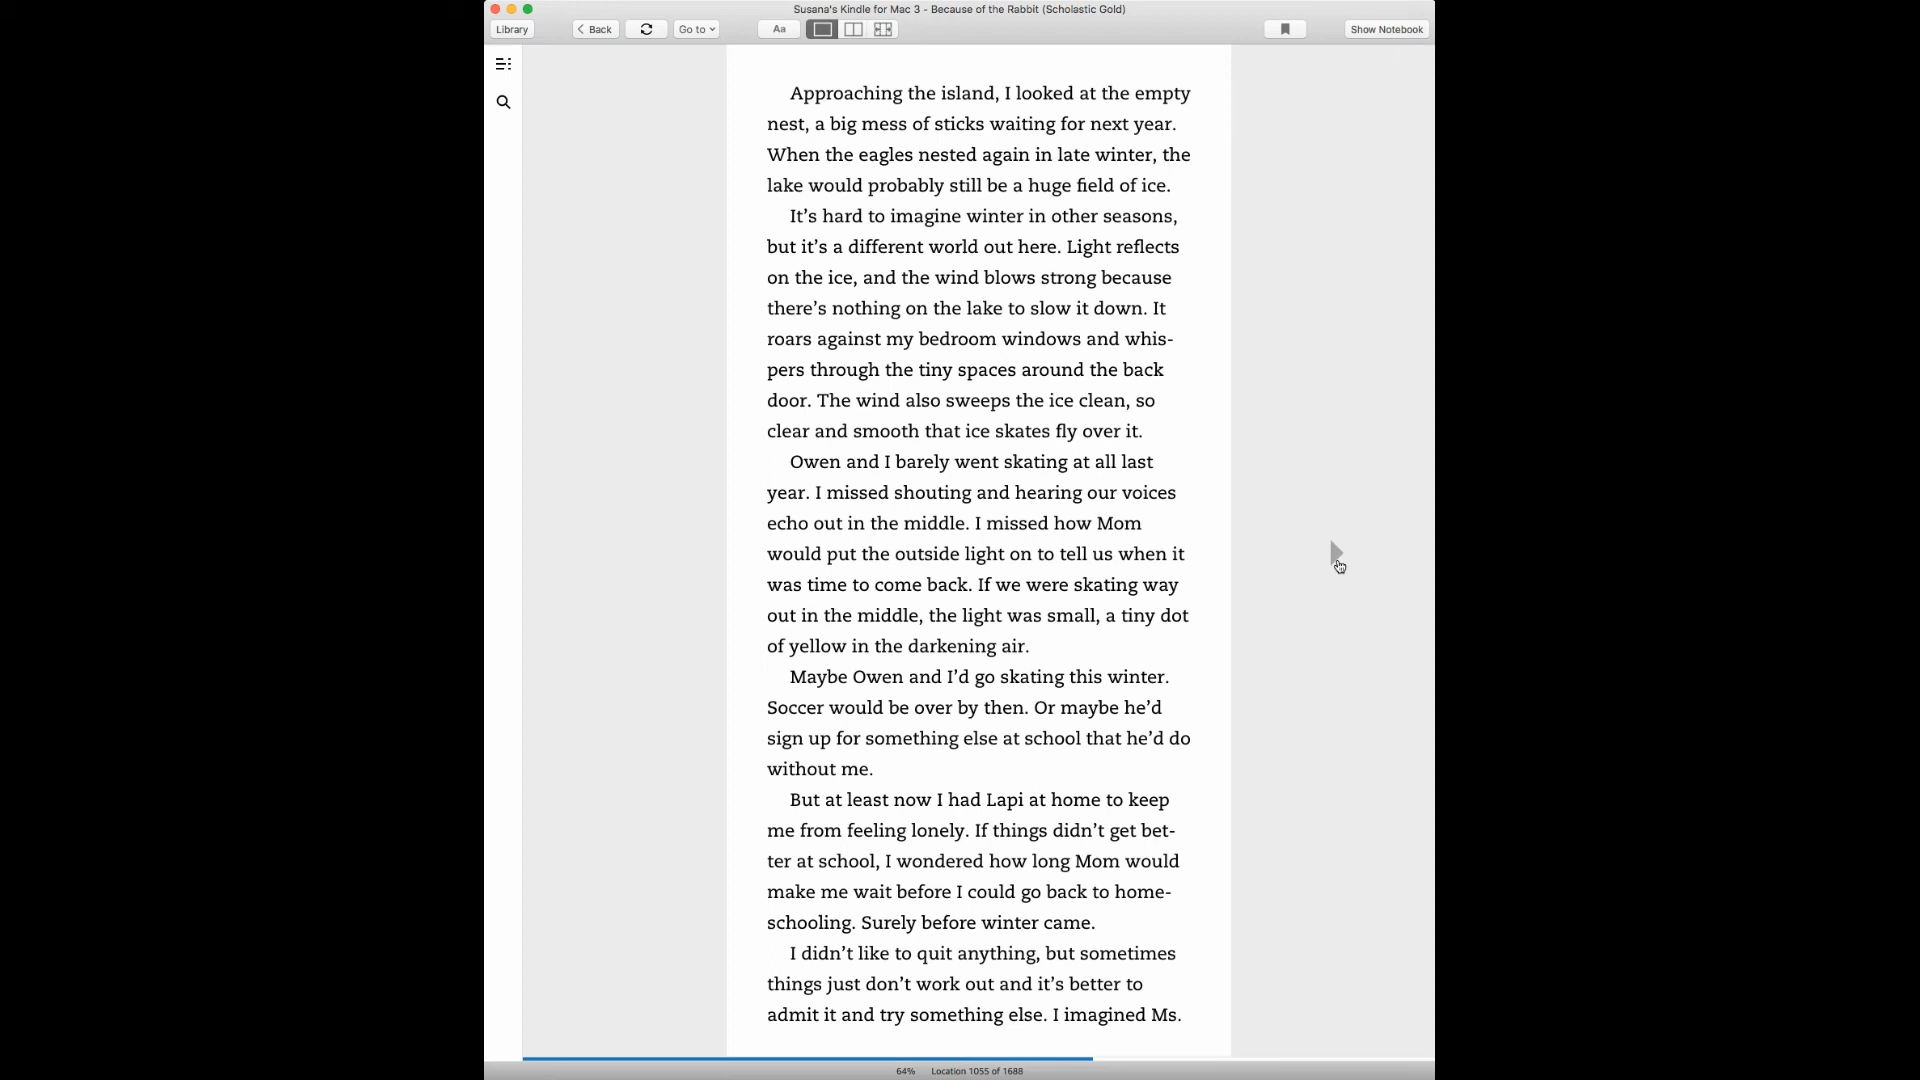 Susana's Kindle for Mac 3 - Because of the Rabbit (Scholastic Gold)
Library
Back
Go to
Aa
Show Notebook
Approaching the island, I looked at the empty
nest, a big mess of sticks waiting for next year.
When the eagles nested again in late winter, the
lake would probably still be a huge field of ice.
It’s hard to imagine winter in other seasons,
but it’s a different world out here. Light reflects
on the ice, and the wind blows strong because
there’s nothing on the lake to slow it down. It
roars against my bedroom windows and whis-
pers through the tiny spaces around the back
door. The wind also sweeps the ice clean, so
clear and smooth that ice skates fly over it.
Owen and I barely went skating at all last
year. I missed shouting and hearing our voices
echo out in the middle. I missed how Mom
would put the outside light on to tell us when it
was time to come back. If we were skating way
out in the middle, the light was small, a tiny dot
of yellow in the darkening air.
Maybe Owen and I’d go skating this winter.
Soccer would be over by then. Or maybe he’d
sign up for something else at school that he’d do
without me.
But at least now I had Lapi at home to keep
me from feeling lonely. If things didn’t get bet-
ter at school, I wondered how long Mom would
make me wait before I could go back to home-
schooling. Surely before winter came.
I didn’t like to quit anything, but sometimes
things just don’t work out and it’s better to
admit it and try something else. I imagined Ms.
64% Location 1055 of 1688